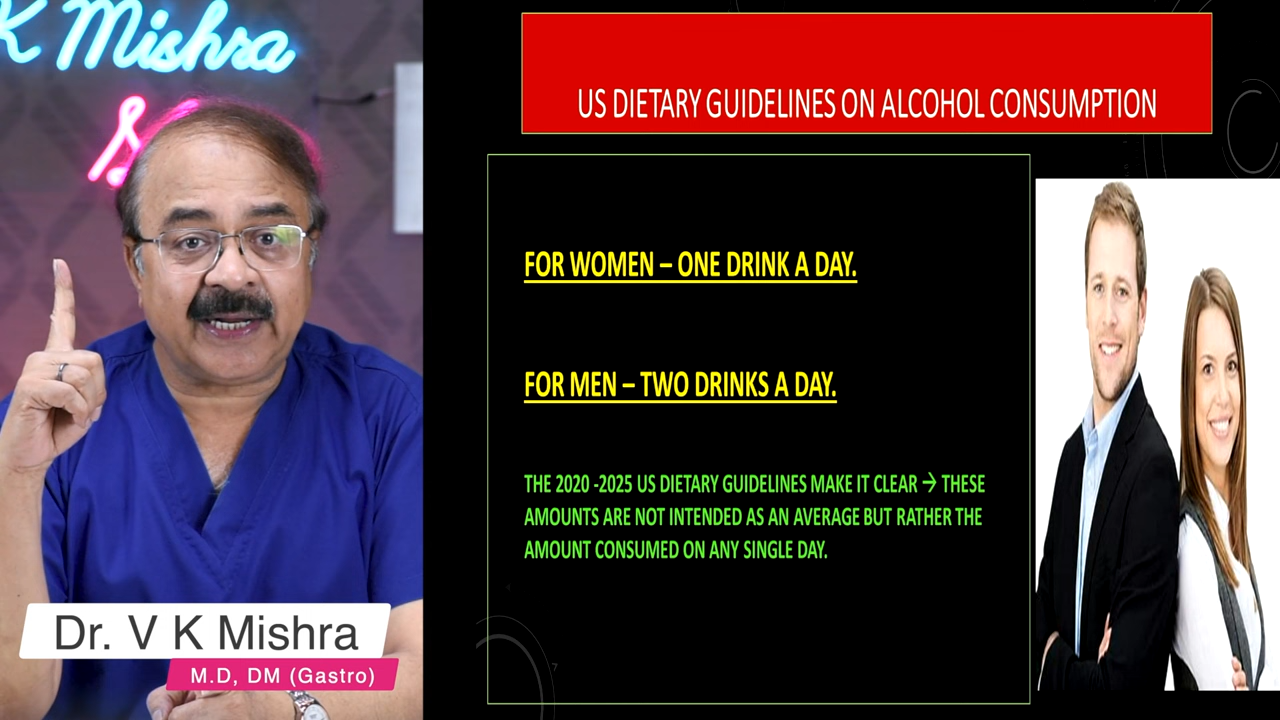 K Mishra
US DIETARY GUIDELINES ON ALCOHOL CONSUMPTION
FOR WOMEN – ONE DRINK A DAY.
FOR MEN – TWO DRINKS A DAY.
THE 2020 -2025 US DIETARY GUIDELINES MAKE IT CLEAR → THESE
AMOUNTS ARE NOT INTENDED AS AN AVERAGE BUT RATHER THE
AMOUNT CONSUMED ON ANY SINGLE DAY.
7
Dr. V K Mishra
M.D, DM (Gastro)